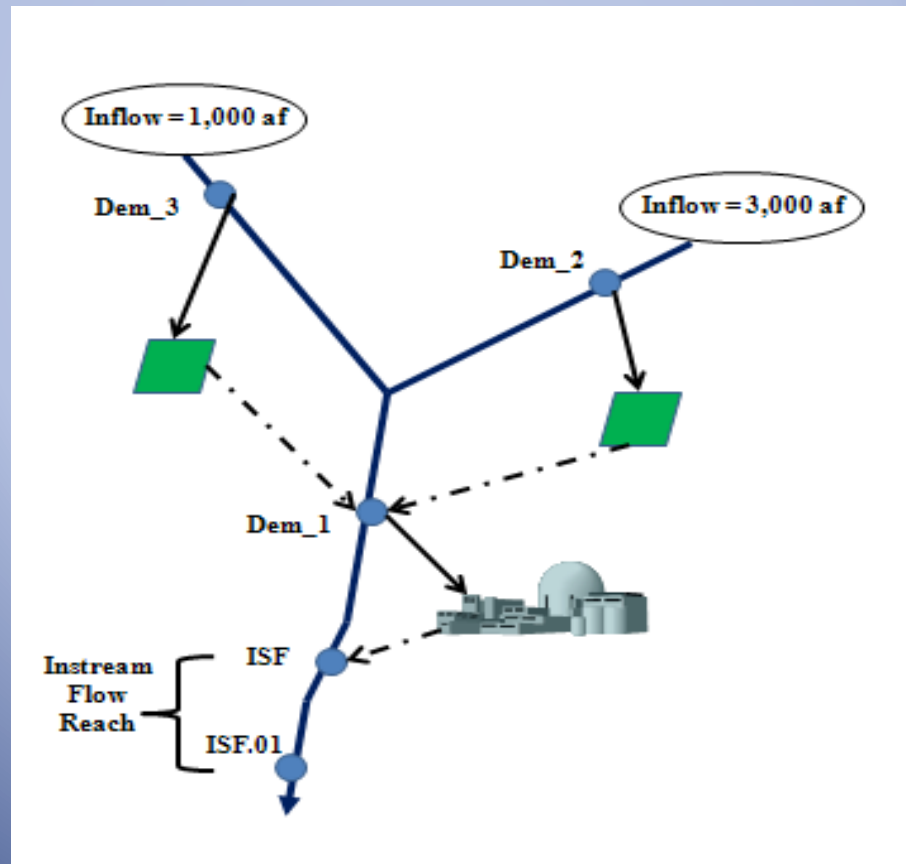 Inflow = 1,000 af
Dem_3
Inflow = 3,000 af
Dem_2
Dem_1
ISF
Instream
Flow
Reach
ISF.01